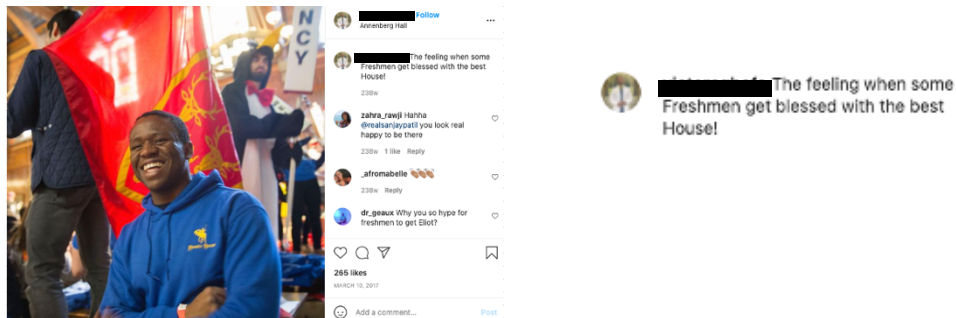 NCY
Follow
Annenberg Hall
The feeling when some
Freshmen get blessed with the best
House!
238w
zahra_rawji Hahha
@realsanjaypatil you look real
happy to be there
238w 1 like Reply
_afromabelle 👏🏽👏🏽👏🏽
238w Reply
dr_geaux Why you so hype for
freshmen to get Eliot?
265 likes
MARCH 10, 2017
Add a comment... Post
The feeling when some
Freshmen get blessed with the best
House!